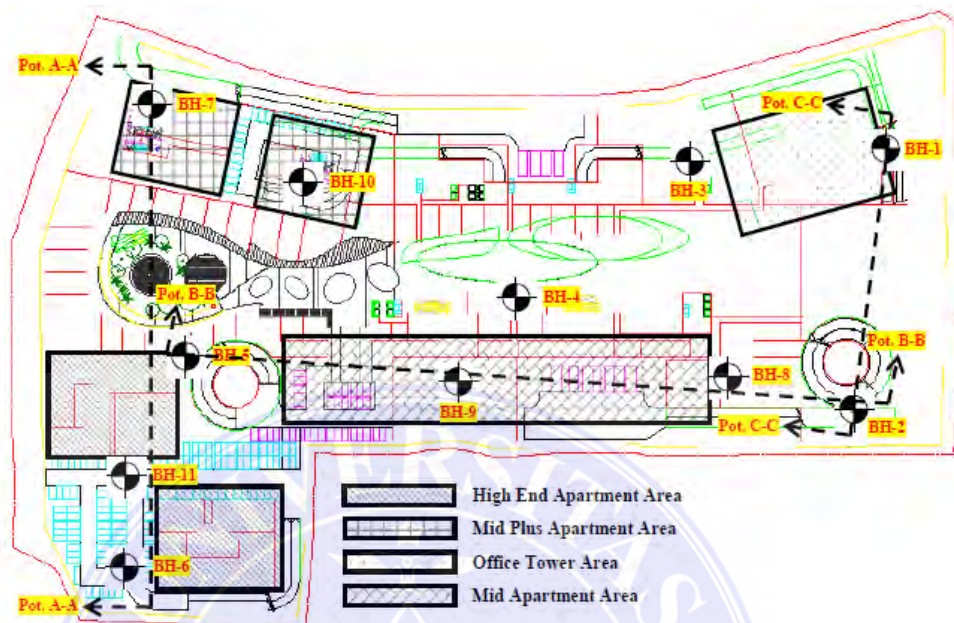 Pot. A-A
BH-7
Pot. C-C
BH-1
BH-3
BH-10
Pot. B-B
BH-4
BH-5
Pot. B-B
BH-8
BH-9
BH-2
Pot. C-C
BH-11
High End Apartment Area
Mid Plus Apartment Area
BH-6
Office Tower Area
Pot. A-A
Mid Apartment Area
VERSITAS